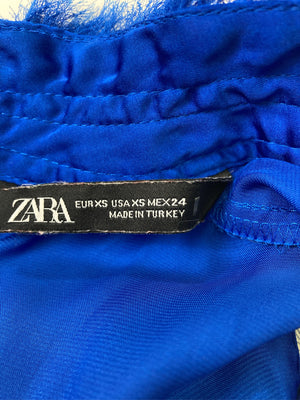 ZARA
EUR XS USA XS MEX 24
MADE IN TURKEY